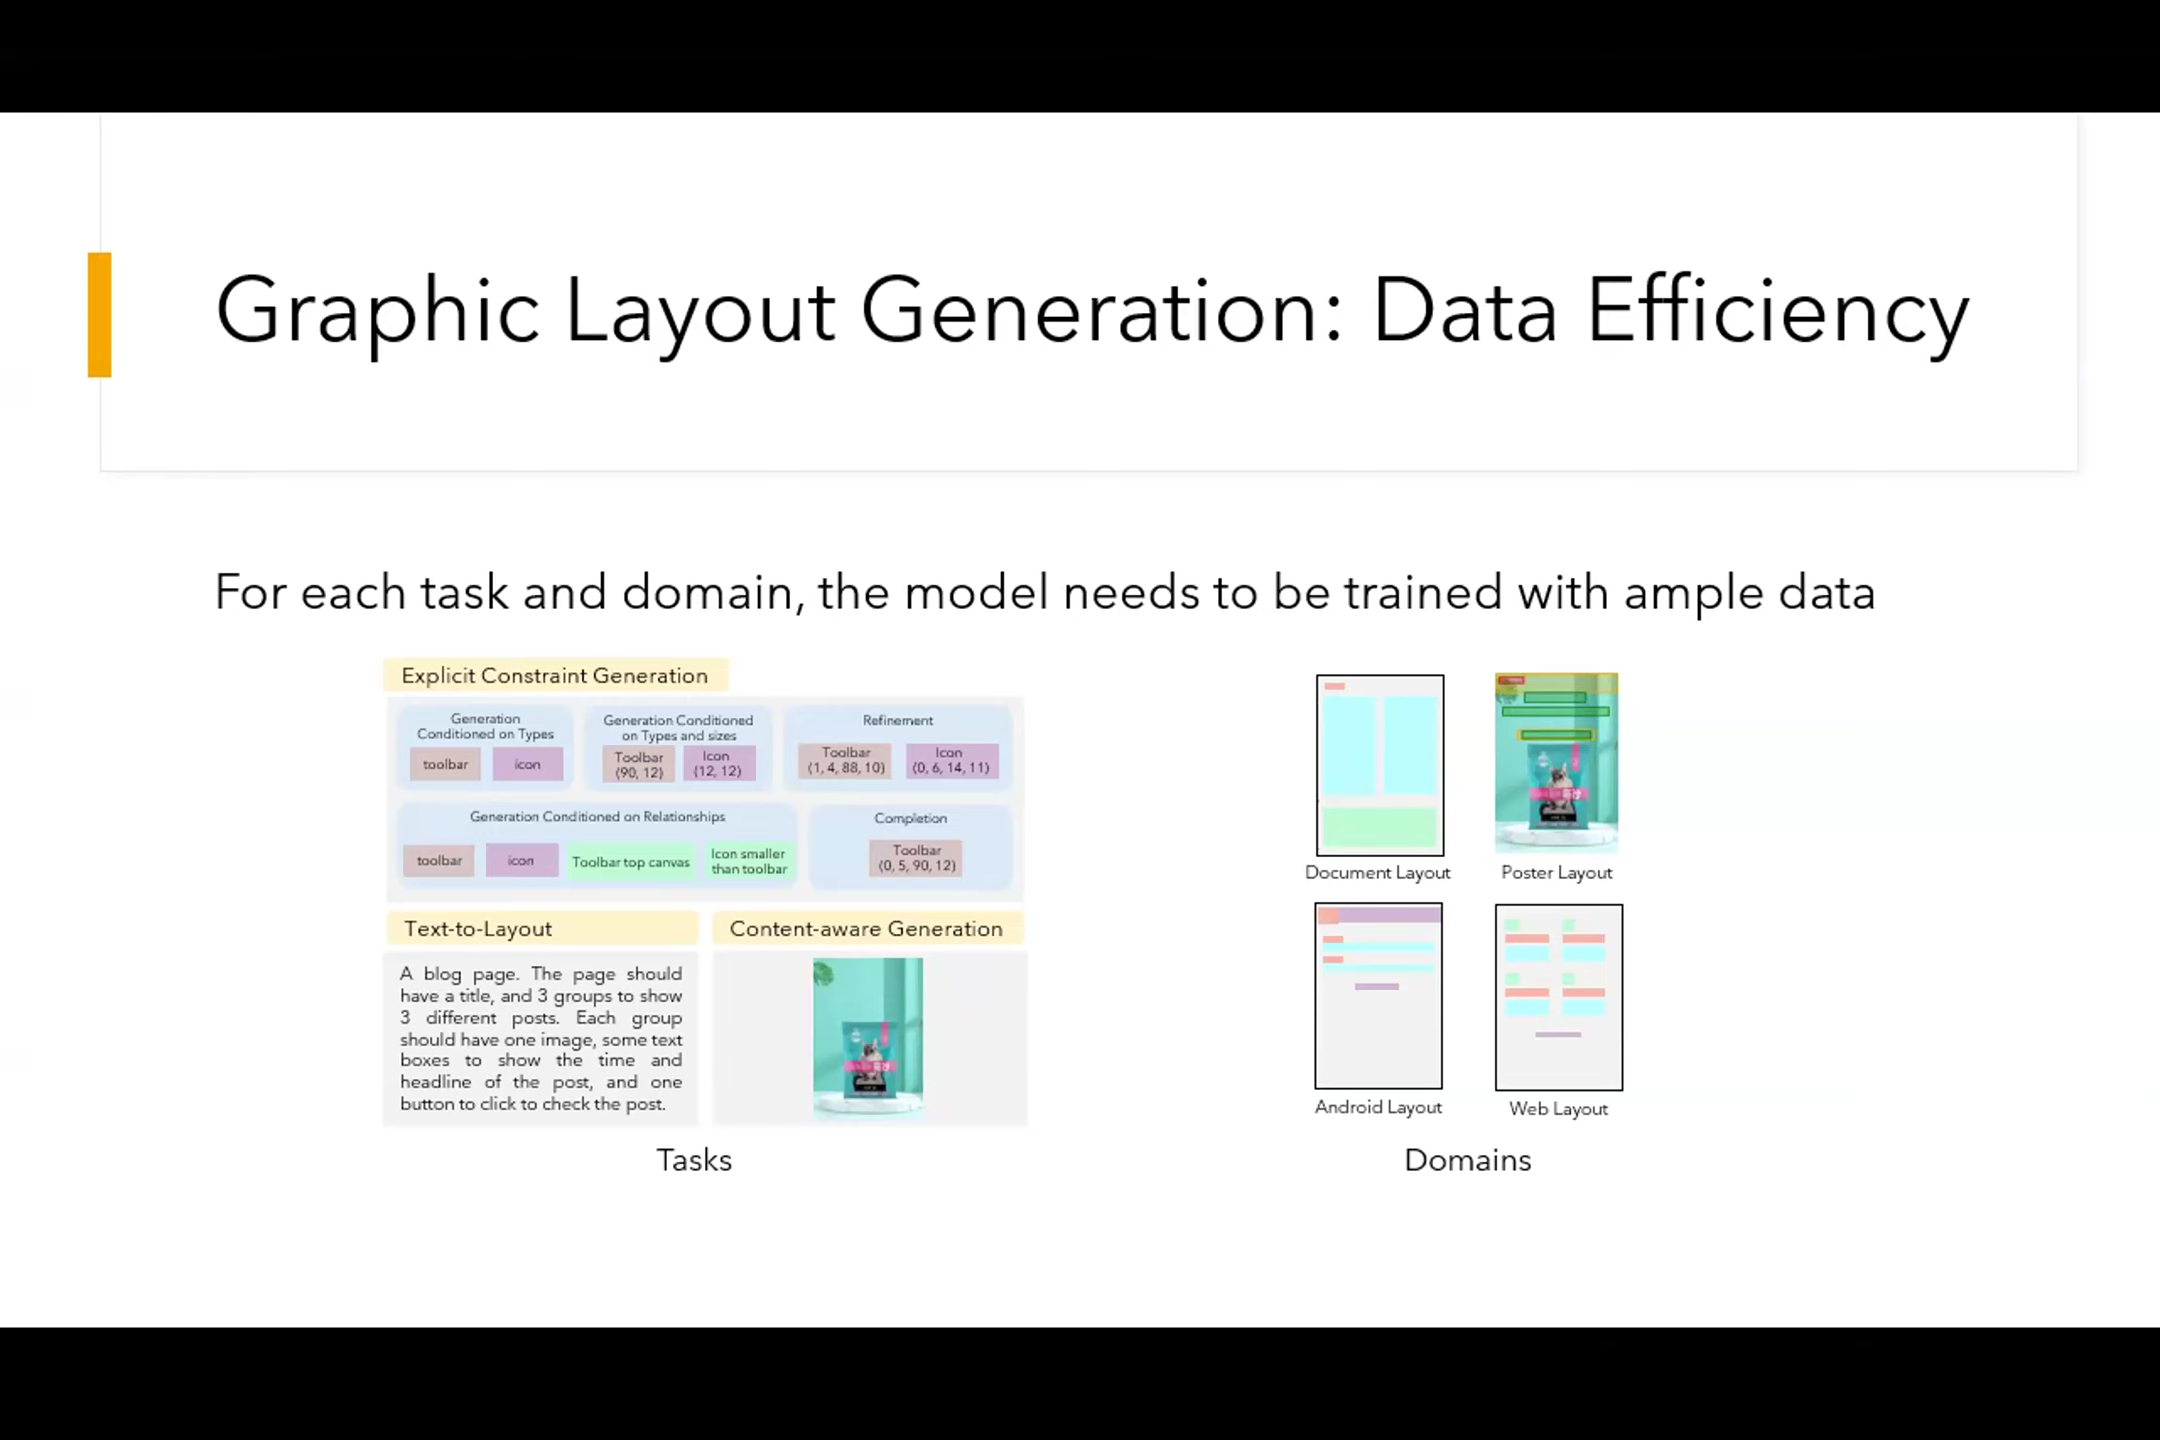 Graphic Layout Generation: Data Efficiency
For each task and domain, the model needs to be trained with ample data
Explicit Constraint Generation
Generation
Conditioned on Types
toolbar
icon
Generation Conditioned
on Types and sizes
Toolbar
(90, 12)
Icon
(12, 12)
Refinement
Toolbar
(1, 4, 88, 10)
Icon
(0, 6, 14, 11)
Generation Conditioned on Relationships
toolbar
icon
Toolbar top canvas
Icon smaller
than toolbar
Completion
Toolbar
(0, 5, 90, 12)
Text-to-Layout
A blog page. The page should
have a title, and 3 groups to show
3 different posts. Each group
should have one image, some text
boxes to show the time and
headline of the post, and one
button to click to check the post.
Content-aware Generation
Tasks
Document Layout
Poster Layout
Android Layout
Web Layout
Domains